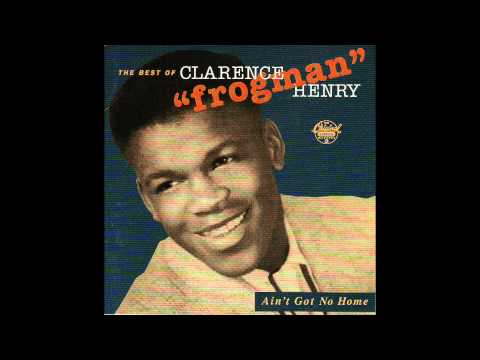 THE BEST OF CLARENCE
“frogman”
HENRY
Ain't Got No Home